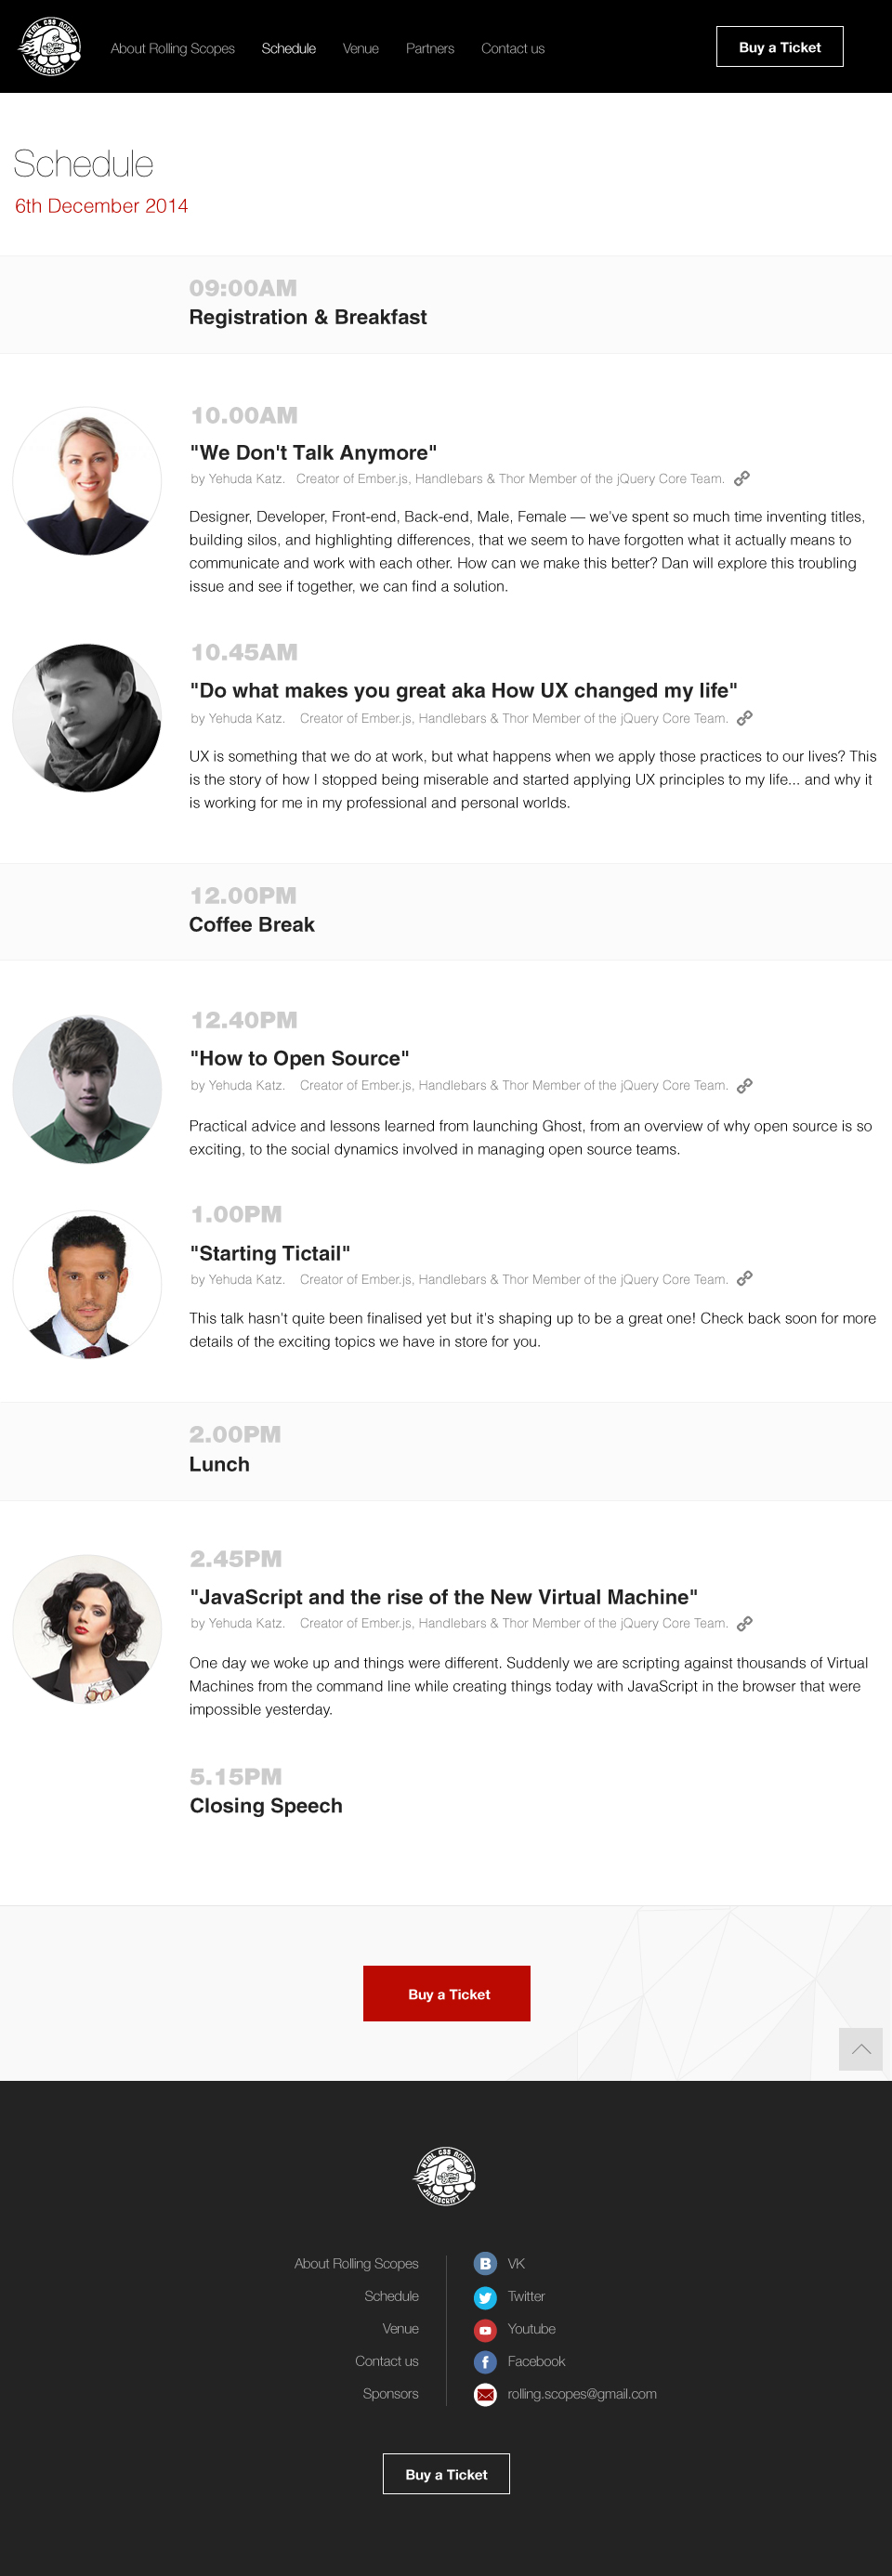 HTML CSS NODE.JS
JAVASCRIPT
About Rolling Scopes
Schedule
Venue
Partners
Contact us
Buy a Ticket
Schedule
6th December 2014
09:00AM
Registration & Breakfast
10.00AM
"We Don't Talk Anymore"
by Yehuda Katz. Creator of Ember.js, Handlebars & Thor Member of the jQuery Core Team.
Designer, Developer, Front-end, Back-end, Male, Female — we've spent so much time inventing titles,
building silos, and highlighting differences, that we seem to have forgotten what it actually means to
communicate and work with each other. How can we make this better? Dan will explore this troubling
issue and see if together, we can find a solution.
10.45AM
"Do what makes you great aka How UX changed my life"
by Yehuda Katz. Creator of Ember.js, Handlebars & Thor Member of the jQuery Core Team.
UX is something that we do at work, but what happens when we apply those practices to our lives? This
is the story of how I stopped being miserable and started applying UX principles to my life... and why it
is working for me in my professional and personal worlds.
12.00PM
Coffee Break
12.40PM
"How to Open Source"
by Yehuda Katz. Creator of Ember.js, Handlebars & Thor Member of the jQuery Core Team.
Practical advice and lessons learned from launching Ghost, from an overview of why open source is so
exciting, to the social dynamics involved in managing open source teams.
1.00PM
"Starting Tictail"
by Yehuda Katz. Creator of Ember.js, Handlebars & Thor Member of the jQuery Core Team.
This talk hasn't quite been finalised yet but it's shaping up to be a great one! Check back soon for more
details of the exciting topics we have in store for you.
2.00PM
Lunch
2.45PM
"JavaScript and the rise of the New Virtual Machine"
by Yehuda Katz. Creator of Ember.js, Handlebars & Thor Member of the jQuery Core Team.
One day we woke up and things were different. Suddenly we are scripting against thousands of Virtual
Machines from the command line while creating things today with JavaScript in the browser that were
impossible yesterday.
5.15PM
Closing Speech
Buy a Ticket
HTML CSS NODE.JS
JAVASCRIPT
About Rolling Scopes
Schedule
Venue
Contact us
Sponsors
VK
Twitter
Youtube
Facebook
rolling.scopes@gmail.com
Buy a Ticket